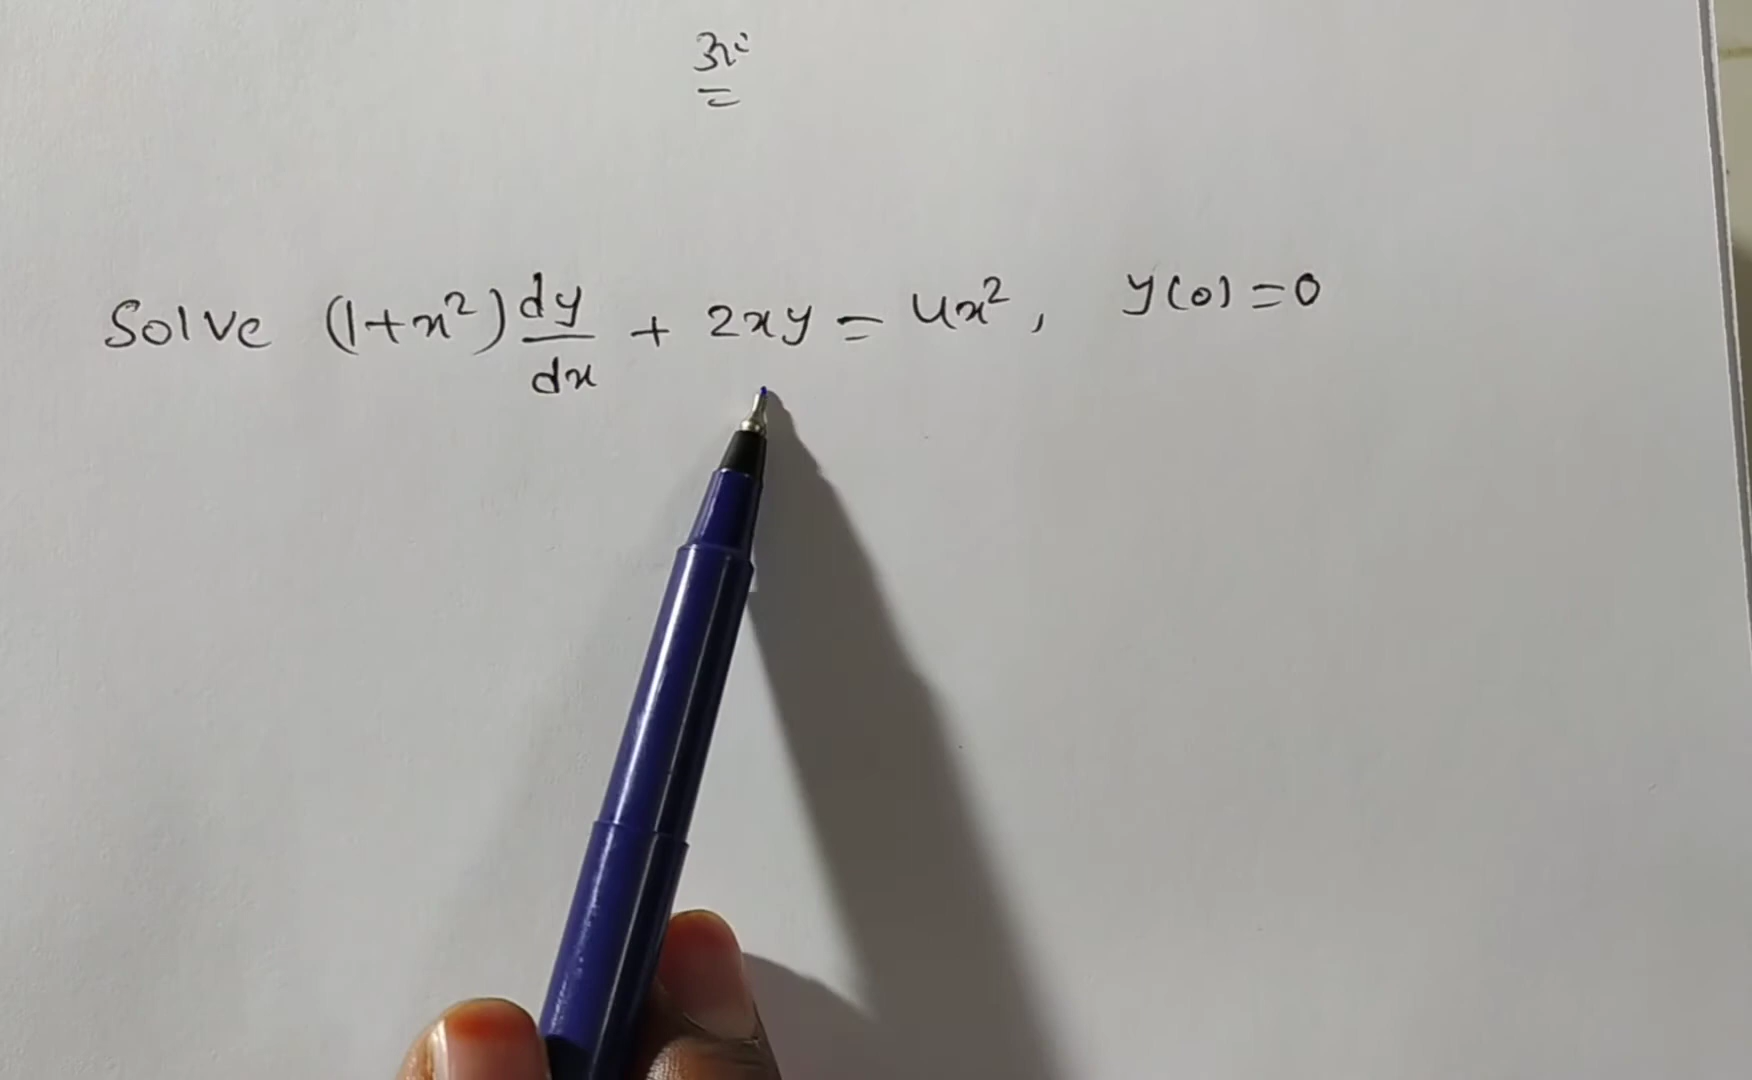 ॐ
Solve (1+x²) dy/dx + 2xy = 4x², y(0)=0